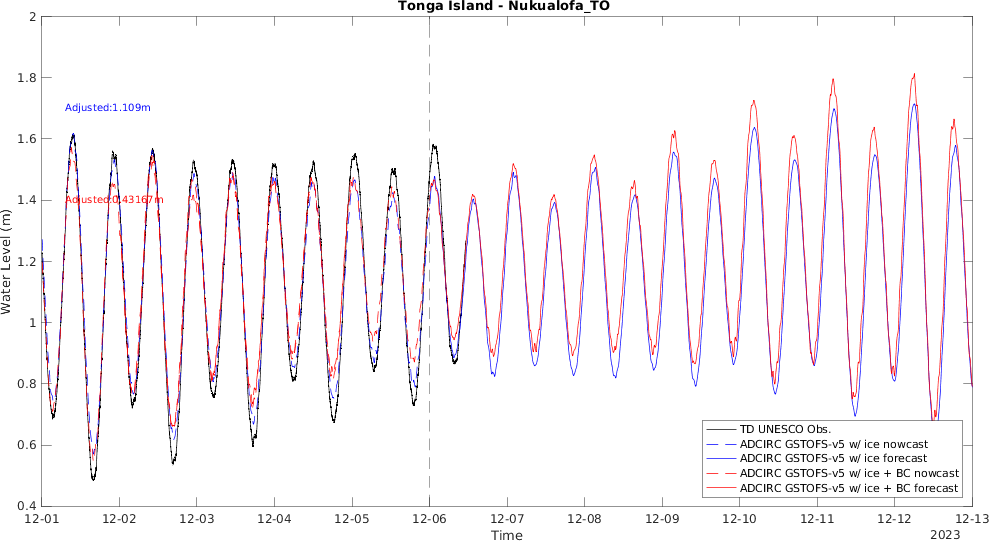 Tonga Island - Nukualofa_TO
2
1.8
1.6
1.4
1.2
1
0.8
0.6
0.4
Water Level (m)
Adjusted:1.109m
Adjusted:0.43167m
TD UNESCO Obs.
ADCIRC GSTOFS-v5 w/ ice nowcast
ADCIRC GSTOFS-v5 w/ ice forecast
ADCIRC GSTOFS-v5 w/ ice + BC nowcast
ADCIRC GSTOFS-v5 w/ ice + BC forecast
12-01 12-02 12-03 12-04 12-05 12-06 12-07 12-08 12-09 12-10 12-11 12-12 12-13
Time
2023